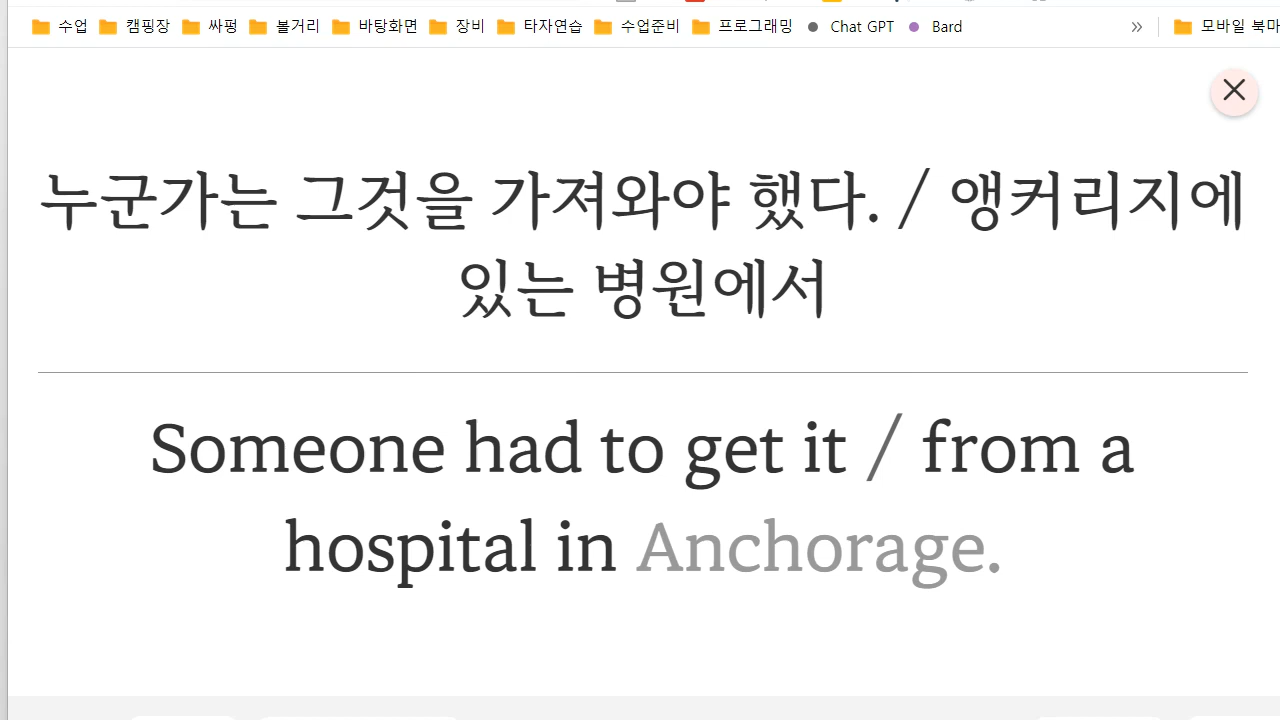 수업 캠핑장 싸펑 볼거리 바탕화면 장비 타자연습 수업준비 프로그래밍 Chat GPT Bard » 모바일 북마
누군가는 그것을 가져와야 했다. / 앵커리지에
있는 병원에서
Someone had to get it / from a
hospital in Anchorage.